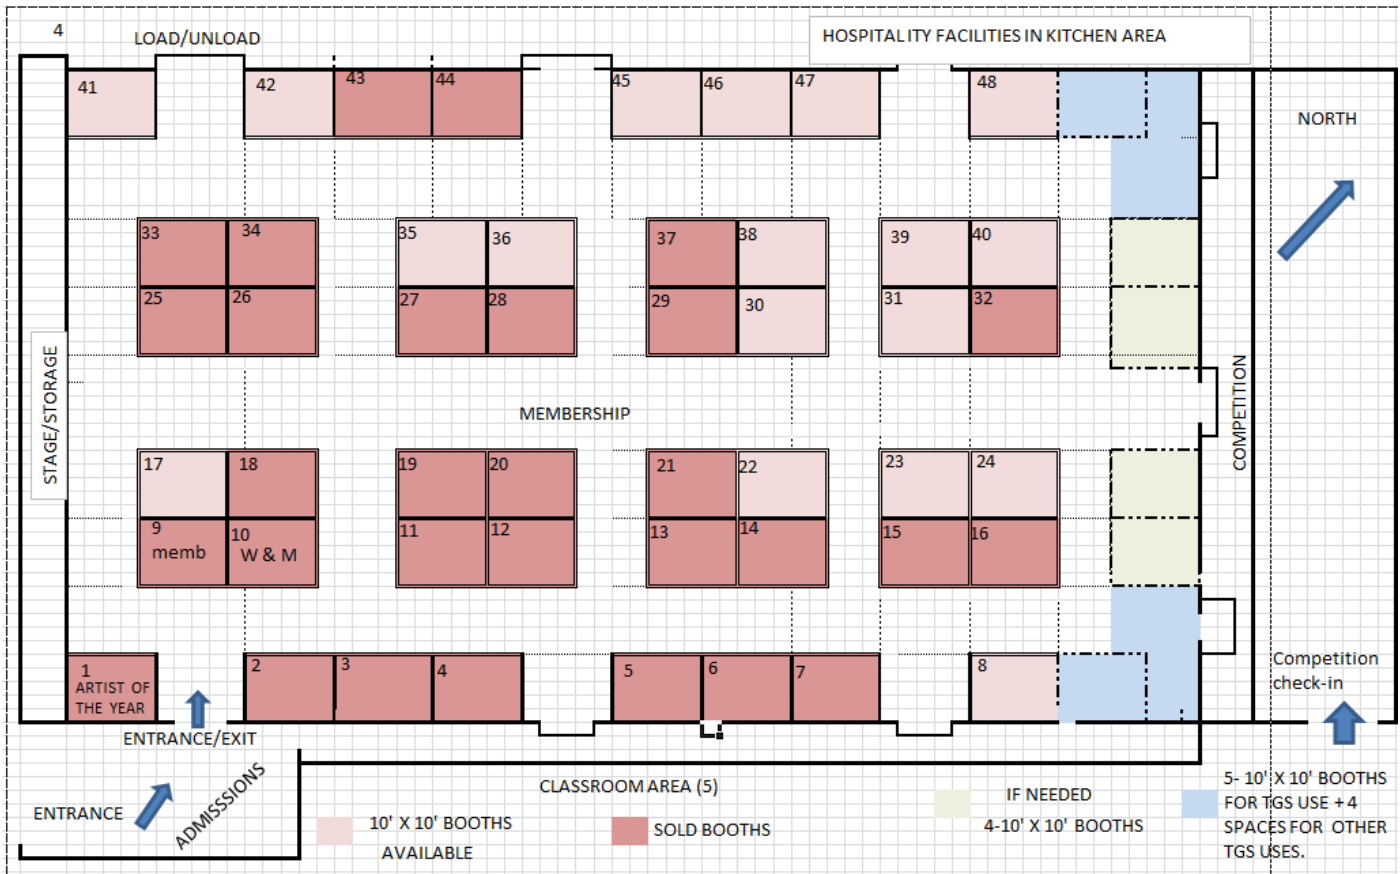 4
LOAD/UNLOAD
HOSPITALITY FACILITIES IN KITCHEN AREA
41
42
43
44
45
46
47
48
NORTH
33
34
35
36
37
38
39
40
25
26
27
28
29
30
31
32
STAGE/STORAGE
MEMBERSHIP
COMPETITION
17
18
19
20
21
22
23
24
9
memb
10
W & M
11
12
13
14
15
16
1
ARTIST OF
THE YEAR
2
3
4
5
6
7
8
Competition
check-in
ENTRANCE/EXIT
ENTRANCE
ADMISSSIONS
CLASSROOM AREA (5)
10' X 10' BOOTHS
AVAILABLE
SOLD BOOTHS
IF NEEDED
4-10' X 10' BOOTHS
5- 10' X 10' BOOTHS
FOR TGS USE + 4
SPACES FOR OTHER
TGS USES.